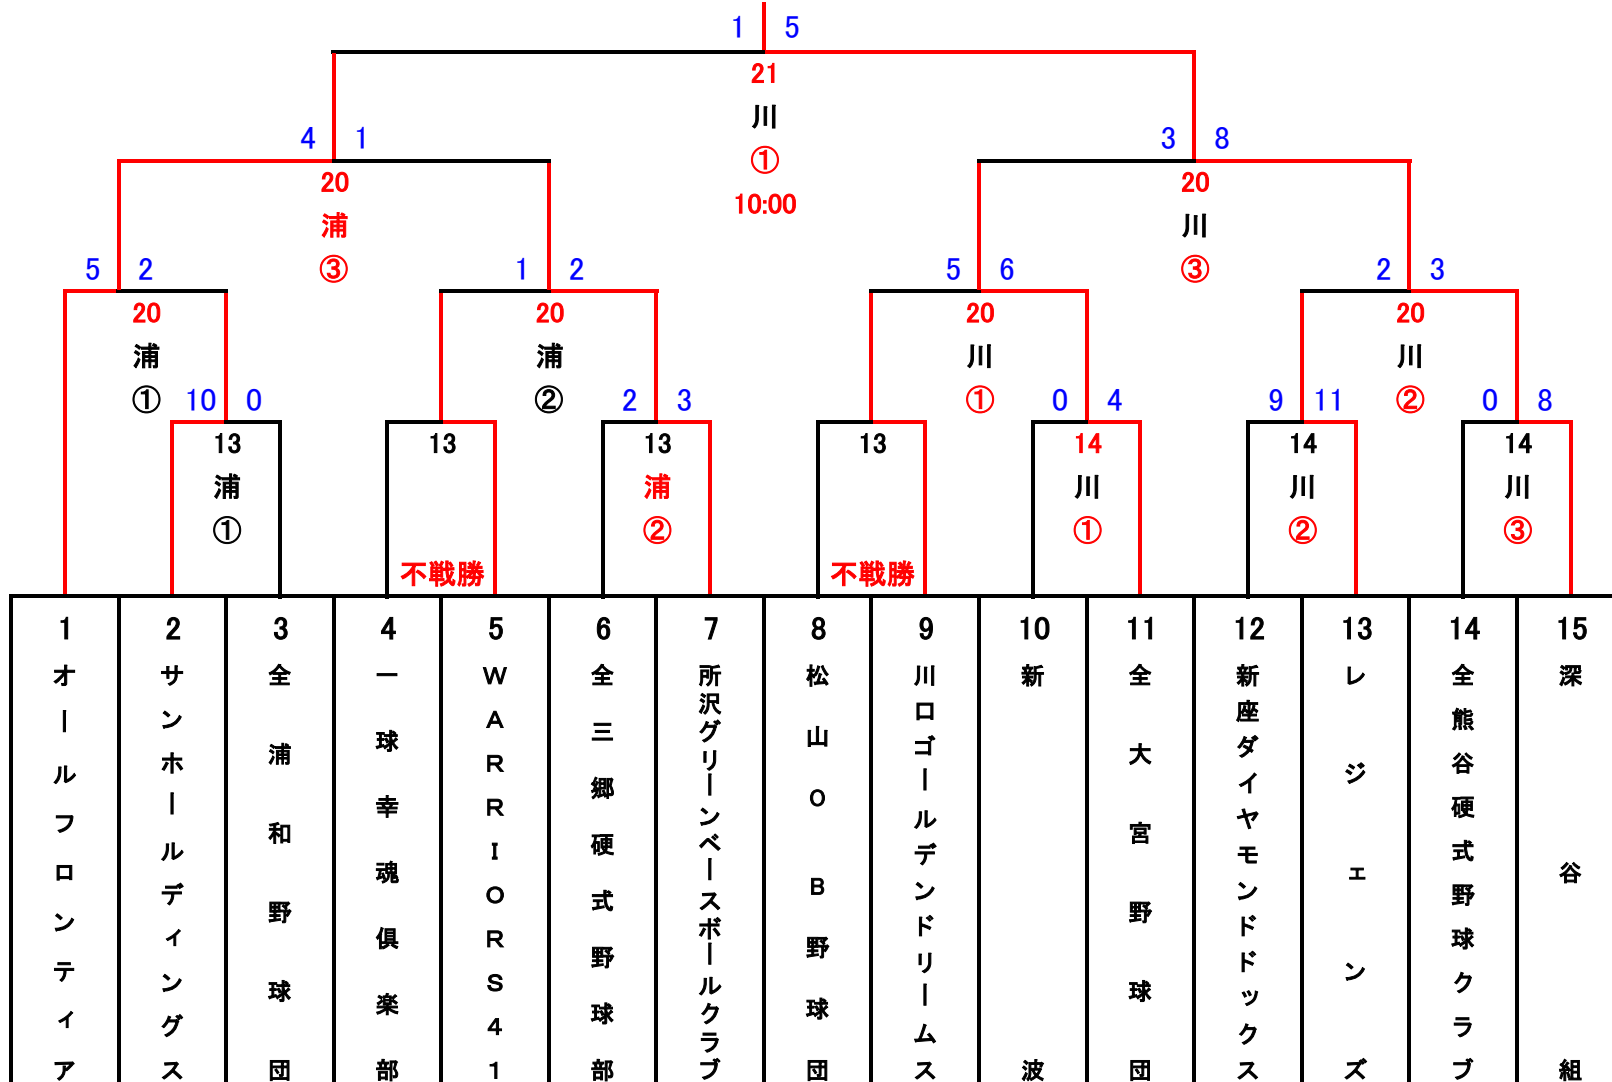 1 5
21
川
①
10:00
4 1
3 8
20
浦
③
20
川
③
5 2
1 2
5 6
2 3
20
浦
①
20
浦
②
20
川
①
20
川
②
10 0
2 3
0 4
9 11
0 8
13
浦
①
13
不戦勝
13
浦
②
13
不戦勝
14
川
①
14
川
②
14
川
③
1
オールフロンティア
2
サンホールディングス
3
全浦和野球団
4
一球幸魂倶楽部
5
WARRIORS41
6
全三郷硬式野球部
7
所沢グリーンベースボールクラブ
8
松山OB野球団
9
川口ゴールデンドリームス
10
新波
11
全大宮野球団
12
新座ダイヤモンドドックス
13
レジェンズ
14
全熊谷硬式野球クラブ
15
深谷組